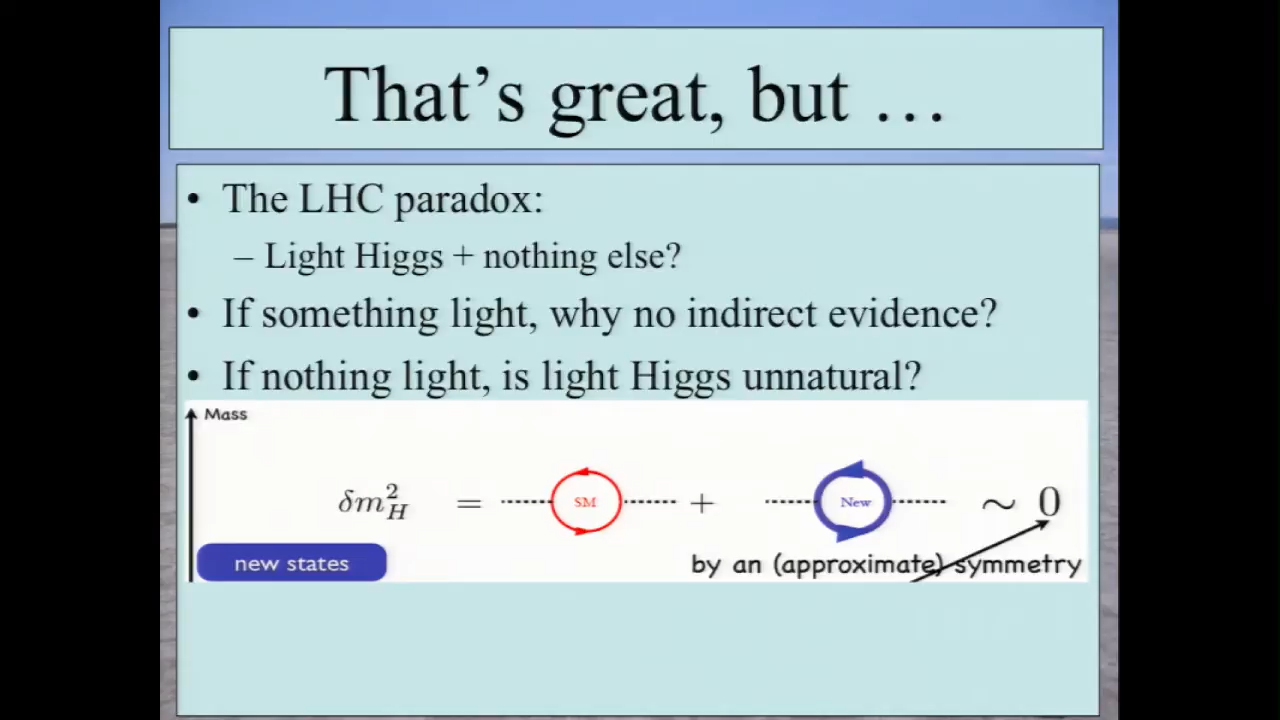 That's great, but …
• The LHC paradox:
– Light Higgs + nothing else?
• If something light, why no indirect evidence?
• If nothing light, is light Higgs unnatural?
Mass
δm²_H = SM + New ~ 0
new states
by an (approximate) symmetry